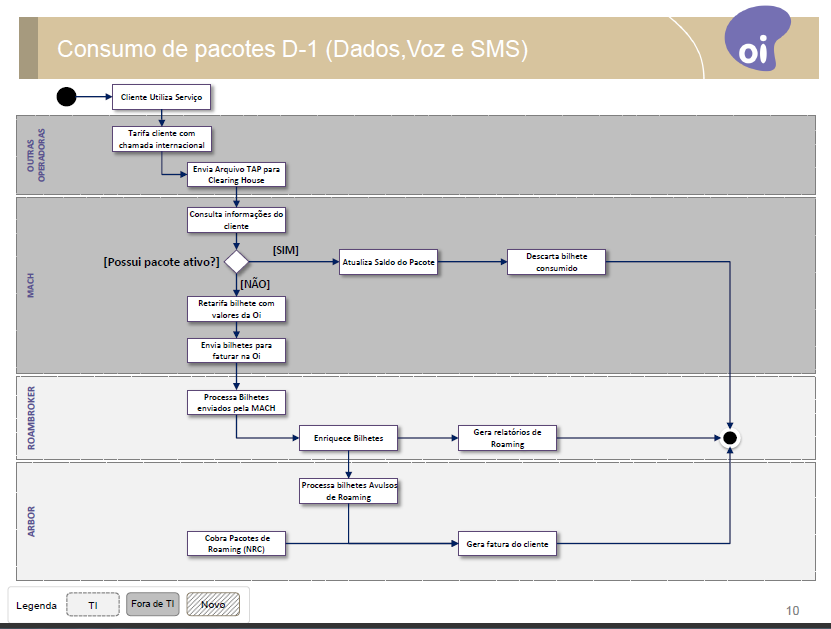 Consumo de pacotes D-1 (Dados,Voz e SMS)
oi
Cliente Utiliza Serviço
OUTRAS
OPERADORAS
Tarifa cliente com
chamada internacional
Envia Arquivo TAP para
Clearing House
MACH
Consulta informações do
cliente
[Possui pacote ativo?]
[SIM]
Atualiza Saldo do Pacote
Descarta bilhete
consumido
[NÃO]
Retarifa bilhete com
valores da Oi
Envia bilhetes para
faturar na Oi
ROAMBROKER
Processa Bilhetes
enviados pela MACH
Enriquece Bilhetes
Gera relatórios de
Roaming
ARBOR
Processa bilhetes Avulsos
de Roaming
Cobra Pacotes de
Roaming (NRC)
Gera fatura do cliente
Legenda
TI
Fora de TI
Novo
10